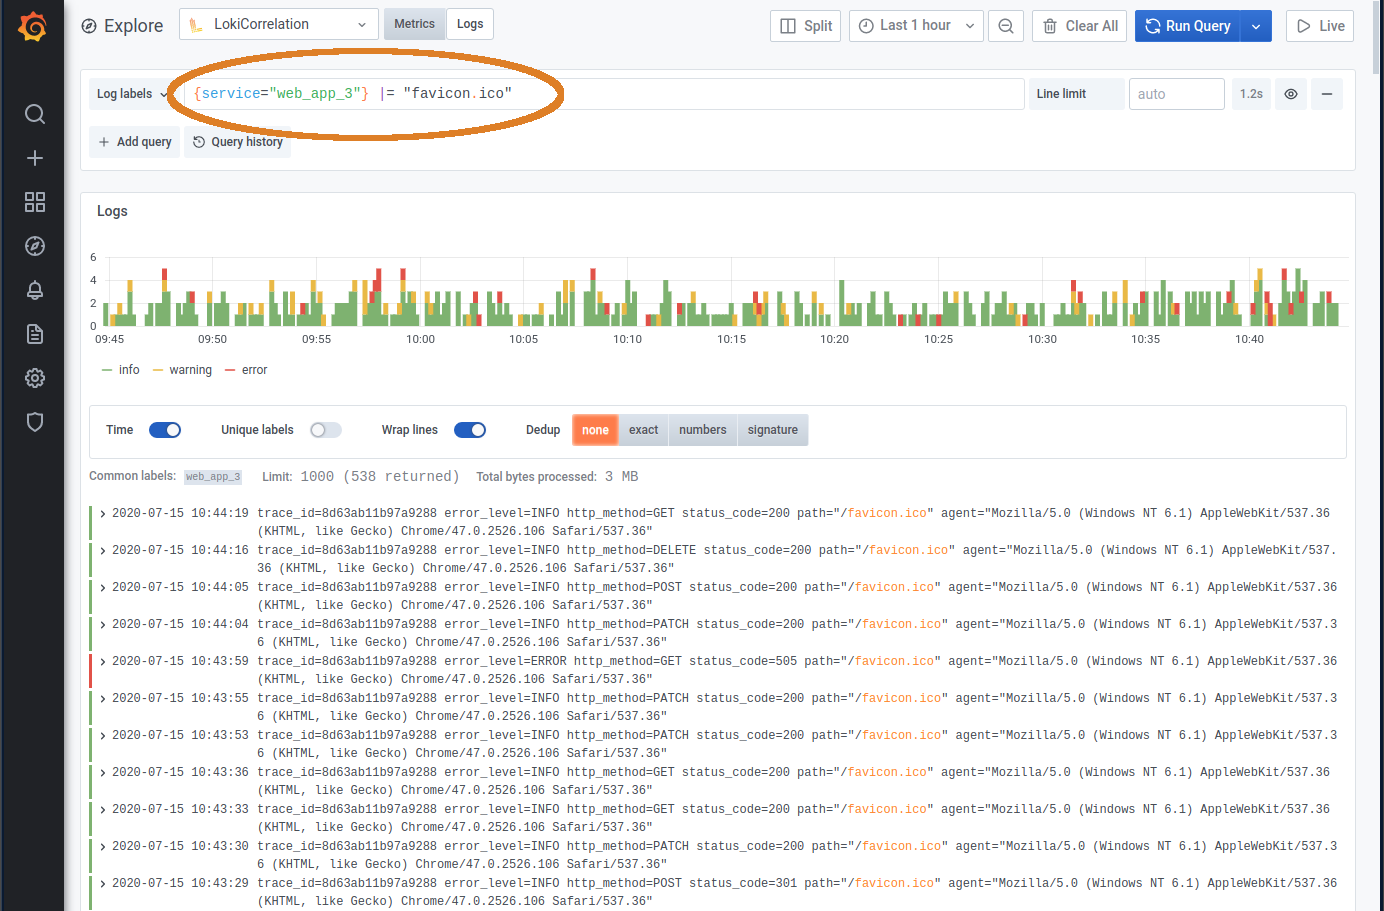 Explore LokiCorrelation Metrics Logs Split Last 1 hour Clear All Run Query Live
Log labels {service="web_app_3"} |= "favicon.ico" Line limit auto 1.2s
Add query Query history
Logs
6
4
2
0
09:45 09:50 09:55 10:00 10:05 10:10 10:15 10:20 10:25 10:30 10:35 10:40
info warning error
Time Unique labels Wrap lines Dedup none exact numbers signature
Common labels: web_app_3 Limit: 1000 (538 returned) Total bytes processed: 3 MB
2020-07-15 10:44:19 trace_id=8d63ab11b97a9288 error_level=INFO http_method=GET status_code=200 path="/favicon.ico" agent="Mozilla/5.0 (Windows NT 6.1) AppleWebKit/537.36
(KHTML, like Gecko) Chrome/47.0.2526.106 Safari/537.36"
2020-07-15 10:44:16 trace_id=8d63ab11b97a9288 error_level=INFO http_method=DELETE status_code=200 path="/favicon.ico" agent="Mozilla/5.0 (Windows NT 6.1) AppleWebKit/537.
36 (KHTML, like Gecko) Chrome/47.0.2526.106 Safari/537.36"
2020-07-15 10:44:05 trace_id=8d63ab11b97a9288 error_level=INFO http_method=POST status_code=200 path="/favicon.ico" agent="Mozilla/5.0 (Windows NT 6.1) AppleWebKit/537.36
(KHTML, like Gecko) Chrome/47.0.2526.106 Safari/537.36"
2020-07-15 10:44:04 trace_id=8d63ab11b97a9288 error_level=INFO http_method=PATCH status_code=200 path="/favicon.ico" agent="Mozilla/5.0 (Windows NT 6.1) AppleWebKit/537.3
6 (KHTML, like Gecko) Chrome/47.0.2526.106 Safari/537.36"
2020-07-15 10:43:59 trace_id=8d63ab11b97a9288 error_level=ERROR http_method=GET status_code=505 path="/favicon.ico" agent="Mozilla/5.0 (Windows NT 6.1) AppleWebKit/537.36
(KHTML, like Gecko) Chrome/47.0.2526.106 Safari/537.36"
2020-07-15 10:43:55 trace_id=8d63ab11b97a9288 error_level=INFO http_method=PATCH status_code=200 path="/favicon.ico" agent="Mozilla/5.0 (Windows NT 6.1) AppleWebKit/537.3
6 (KHTML, like Gecko) Chrome/47.0.2526.106 Safari/537.36"
2020-07-15 10:43:53 trace_id=8d63ab11b97a9288 error_level=INFO http_method=PATCH status_code=200 path="/favicon.ico" agent="Mozilla/5.0 (Windows NT 6.1) AppleWebKit/537.3
6 (KHTML, like Gecko) Chrome/47.0.2526.106 Safari/537.36"
2020-07-15 10:43:36 trace_id=8d63ab11b97a9288 error_level=INFO http_method=GET status_code=200 path="/favicon.ico" agent="Mozilla/5.0 (Windows NT 6.1) AppleWebKit/537.36
(KHTML, like Gecko) Chrome/47.0.2526.106 Safari/537.36"
2020-07-15 10:43:33 trace_id=8d63ab11b97a9288 error_level=INFO http_method=GET status_code=200 path="/favicon.ico" agent="Mozilla/5.0 (Windows NT 6.1) AppleWebKit/537.36
(KHTML, like Gecko) Chrome/47.0.2526.106 Safari/537.36"
2020-07-15 10:43:30 trace_id=8d63ab11b97a9288 error_level=INFO http_method=PATCH status_code=200 path="/favicon.ico" agent="Mozilla/5.0 (Windows NT 6.1) AppleWebKit/537.3
6 (KHTML, like Gecko) Chrome/47.0.2526.106 Safari/537.36"
2020-07-15 10:43:29 trace_id=8d63ab11b97a9288 error_level=INFO http_method=POST status_code=301 path="/favicon.ico" agent="Mozilla/5.0 (Windows NT 6.1) AppleWebKit/537.36
(KHTML, like Gecko) Chrome/47.0.2526.106 Safari/537.36"